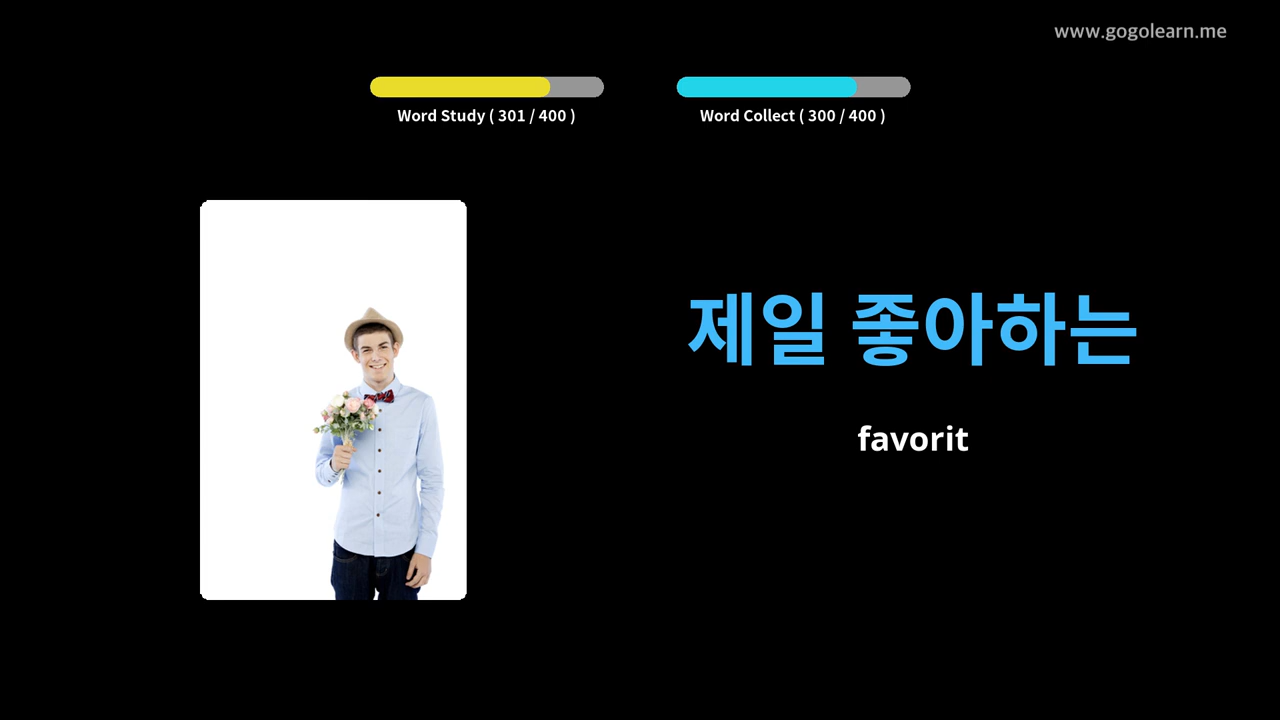 www.gogolearn.me
Word Study ( 301 / 400 )
Word Collect ( 300 / 400 )
제일 좋아하는
favorit